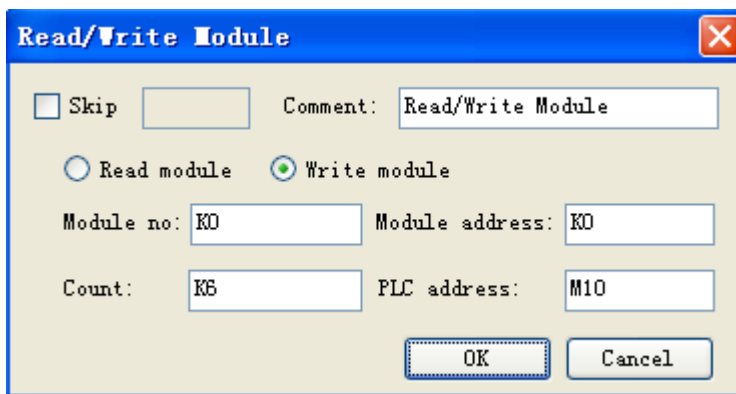 Read/Write Module
Skip Comment: Read/Write Module
Read module Write module
Module no: K0 Module address: K0
Count: K6 PLC address: M10
OK Cancel